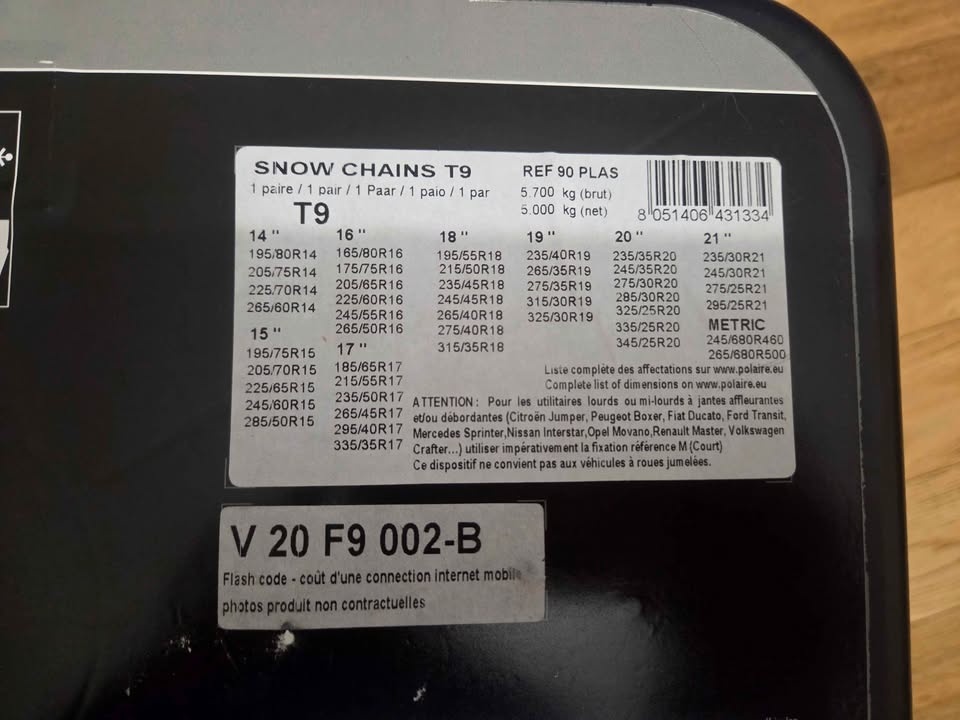 SNOW CHAINS T9
1 paire / 1 pair / 1 Paar / 1 paio / 1 par
T9
REF 90 PLAS
5.700 kg (brut)
5.000 kg (net)
8 051406 431334
14 "
195/80R14
205/75R14
225/70R14
265/60R14
15 "
195/75R15
205/70R15
225/65R15
245/60R15
285/50R15
16 "
165/80R16
175/75R16
205/65R16
225/60R16
245/55R16
265/50R16
17 "
185/65R17
215/55R17
235/50R17
265/45R17
295/40R17
335/35R17
18 "
195/55R18
215/50R18
235/45R18
245/45R18
265/40R18
275/40R18
315/35R18
19 "
235/40R19
265/35R19
275/35R19
315/30R19
325/30R19
20 "
235/35R20
245/35R20
275/30R20
285/30R20
325/25R20
335/25R20
345/25R20
21 "
235/30R21
245/30R21
275/25R21
295/25R21
METRIC
245/680R460
265/680R500
Liste complète des affectations sur www.polaire.eu
Complete list of dimensions on www.polaire.eu
ATTENTION : Pour les utilitaires lourds ou mi-lourds à jantes affleurantes
et/ou débordantes (Citroën Jumper, Peugeot Boxer, Fiat Ducato, Ford Transit,
Mercedes Sprinter,Nissan Interstar,Opel Movano,Renault Master, Volkswagen
Crafter...) utiliser impérativement la fixation référence M (Court)
Ce dispositif ne convient pas aux véhicules à roues jumelées.
V 20 F9 002-B
Flash code - coût d'une connection internet mobile
photos produit non contractuelles